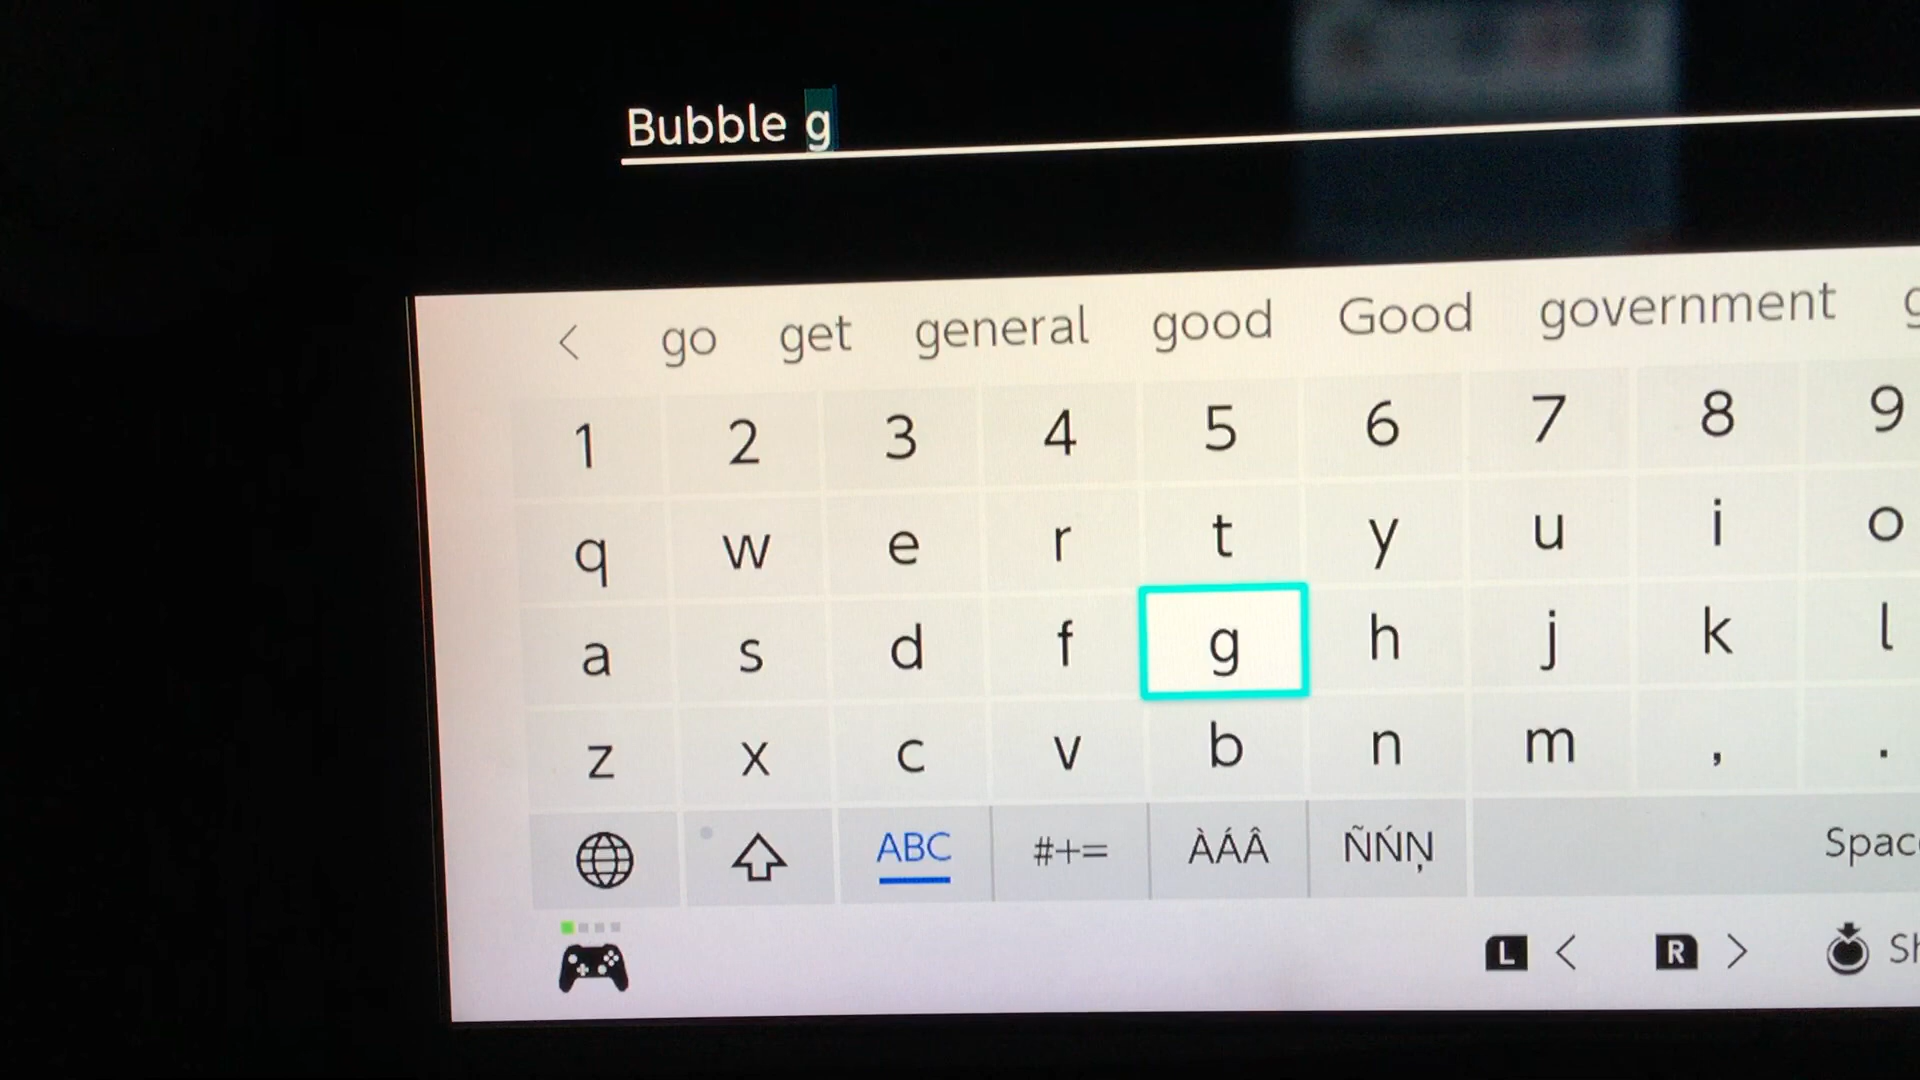 Bubble g
< go get general good Good government
1 2 3 4 5 6 7 8 9
q w e r t y u i o
a s d f g h j k l
z x c v b n m , .
ABC #+= ÀÁÂ ÑŃŅ
L < R >